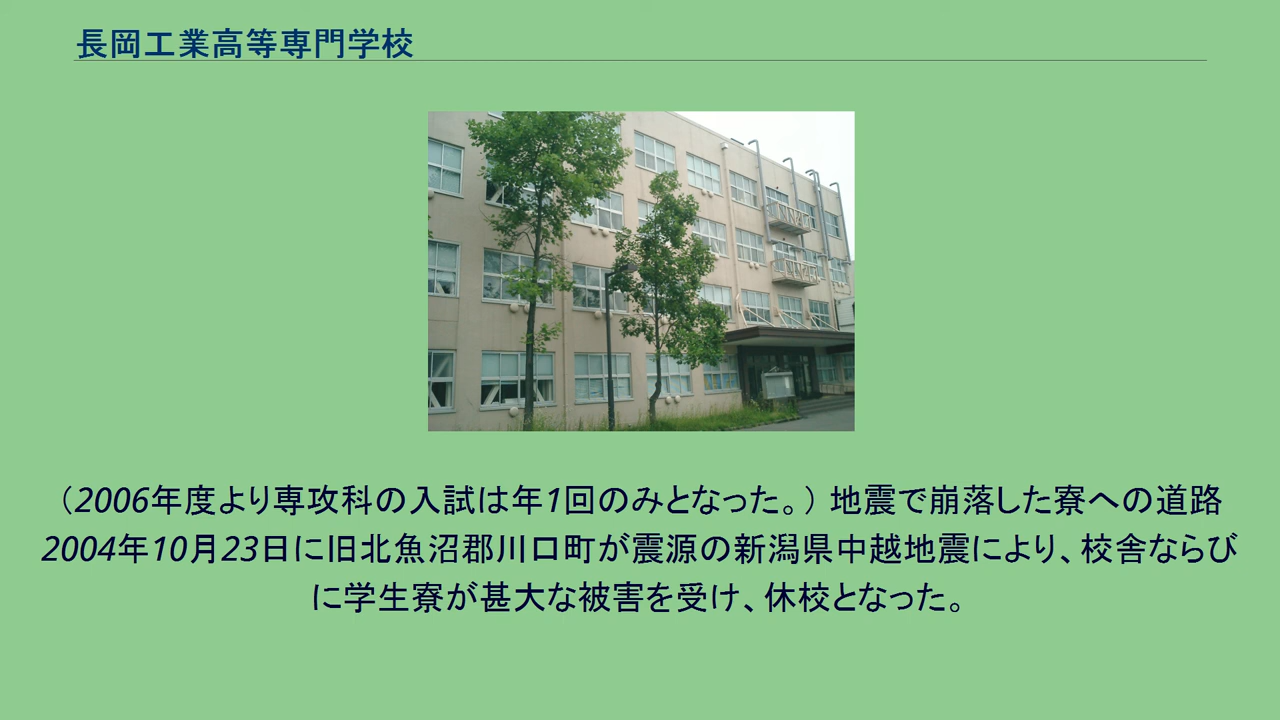 長岡工業高等専門学校
（2006年度より専攻科の入試は年1回のみとなった。） 地震で崩落した寮への道路
2004年10月23日に旧北魚沼郡川口町が震源の新潟県中越地震により、校舎ならび
に学生寮が甚大な被害を受け、休校となった。